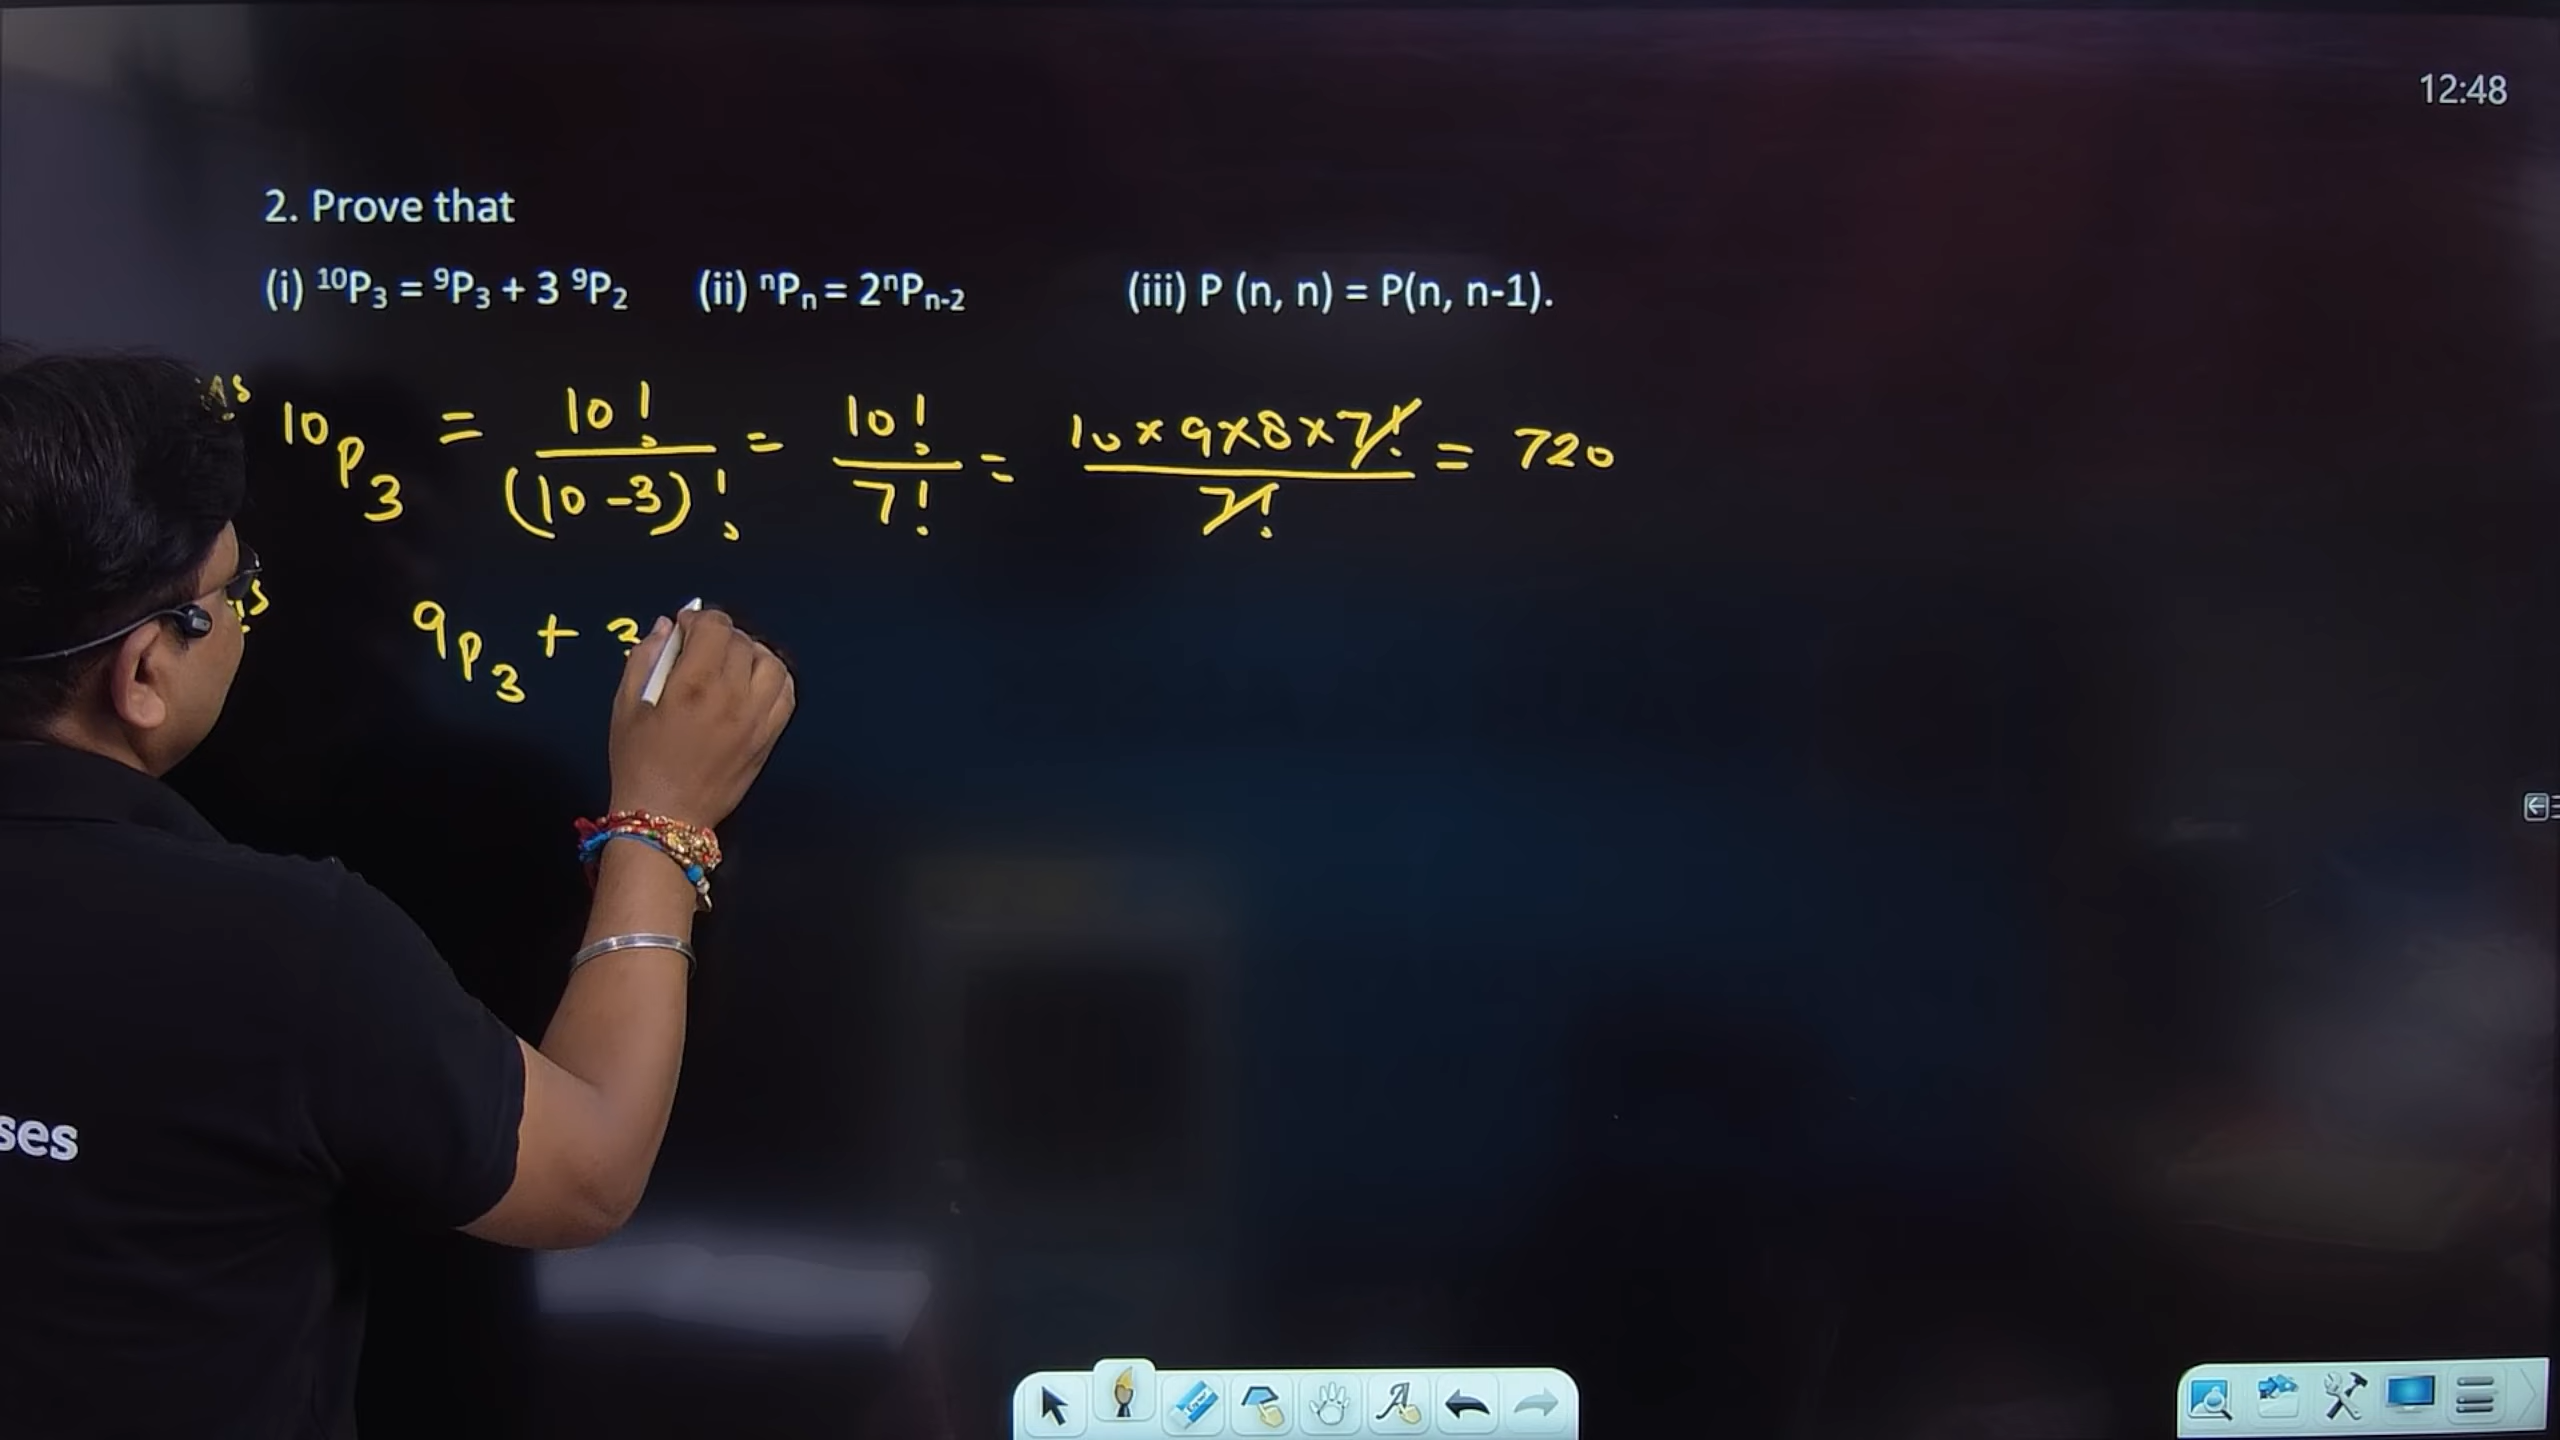 12:48
2. Prove that
(i) ¹⁰P₃ = ⁹P₃ + 3 ⁹P₂ (ii) ⁿPₙ = 2ⁿPₙ₋₂ (iii) P (n, n) = P(n, n-1).
10P₃ = 10!/(10-3)! = 10!/7! = 10×9×8×7!/7! = 720
9P₃ + 3
ses